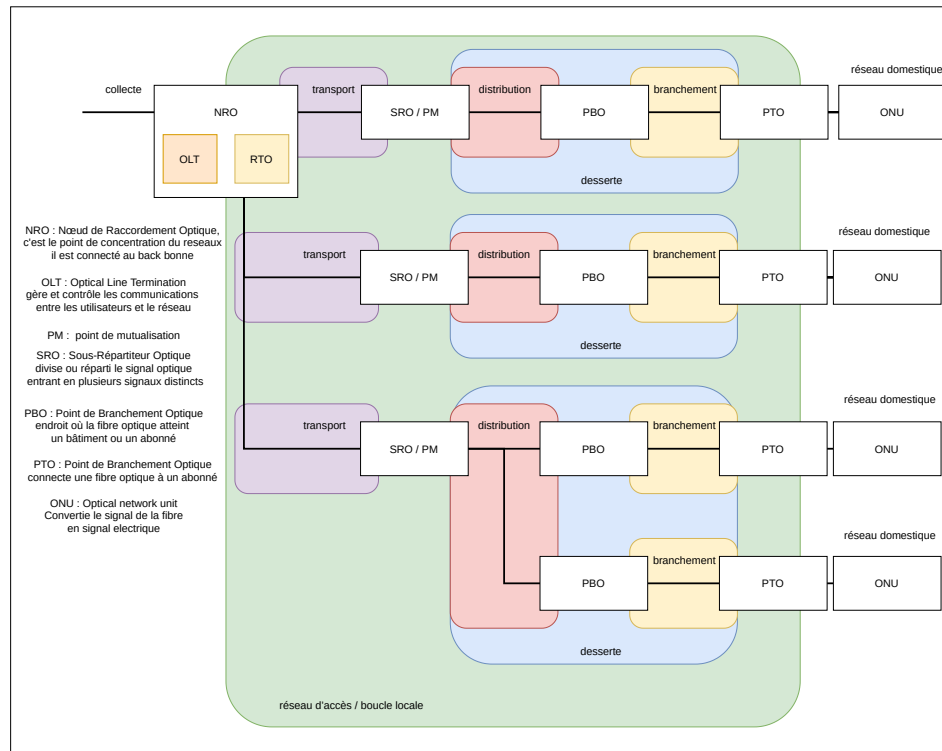 réseau domestique
collecte
transport
distribution
branchement
NRO
SRO / PM
PBO
PTO
ONU
OLT
RTO
desserte
NRO : Nœud de Raccordement Optique,
c'est le point de concentration du reseaux
il est connecté au back bonne
réseau domestique
transport
distribution
branchement
SRO / PM
PBO
PTO
ONU
OLT : Optical Line Termination
gère et contrôle les communications
entre les utilisateurs et le réseau
PM :  point de mutualisation
desserte
SRO : Sous-Répartiteur Optique
divise ou réparti le signal optique
entrant en plusieurs signaux distincts
réseau domestique
PBO : Point de Branchement Optique
endroit où la fibre optique atteint
un bâtiment ou un abonné
transport
distribution
branchement
SRO / PM
PBO
PTO
ONU
PTO : Point de Branchement Optique
connecte une fibre optique à un abonné
ONU : Optical network unit
Convertie le signal de la fibre
en signal electrique
réseau domestique
branchement
PBO
PTO
ONU
desserte
réseau d'accès / boucle locale